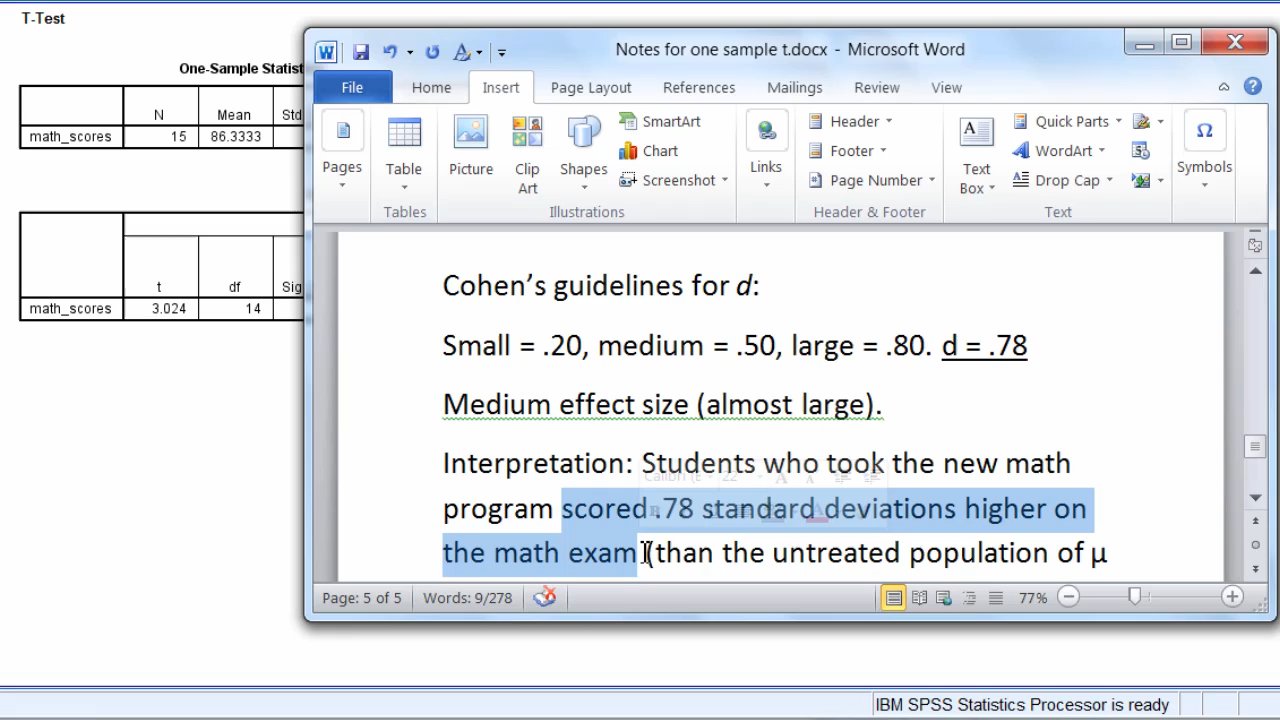 T-Test
One-Sample Statist
N Mean Std
math_scores 15 86.3333
t df Sig
math_scores 3.024 14
Notes for one sample t.docx - Microsoft Word
File Home Insert Page Layout References Mailings Review View
Pages
Table
Tables
Picture
Clip Art
Shapes
SmartArt
Chart
Screenshot
Illustrations
Links
Header
Footer
Page Number
Header & Footer
Text Box
Quick Parts
WordArt
Drop Cap
Text
Symbols
Cohen's guidelines for d:
Small = .20, medium = .50, large = .80. d = .78
Medium effect size (almost large).
Interpretation: Students who took the new math
program scored .78 standard deviations higher on
the math exam (than the untreated population of μ
Page: 5 of 5 Words: 9/278 77%
IBM SPSS Statistics Processor is ready